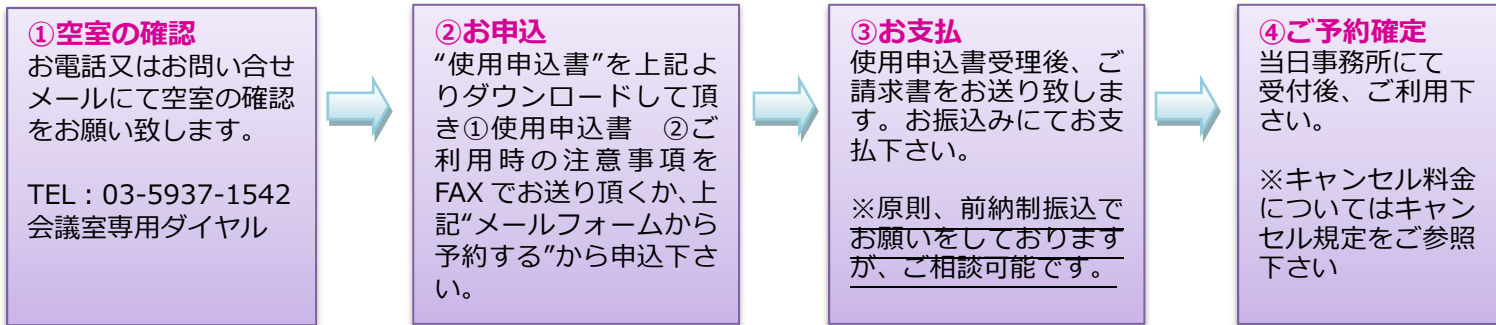 ①空室の確認
お電話又はお問い合せ
メールにて空室の確認
をお願い致します。
TEL：03-5937-1542
会議室専用ダイヤル
②お申込
“使用申込書”を上記よ
りダウンロードして頂
き①使用申込書　②ご
利用時の注意事項を
FAX でお送り頂くか、上
記“メールフォームから
予約する”から申込下さ
い。
③お支払
使用申込書受理後、ご
請求書をお送り致しま
す。お振込みにてお支
払下さい。
※原則、前納制振込で
お願いをしております
が、ご相談可能です。
④ご予約確定
当日事務所にて
受付後、ご利用下
さい。
※キャンセル料金
についてはキャン
セル規定をご参照
下さい